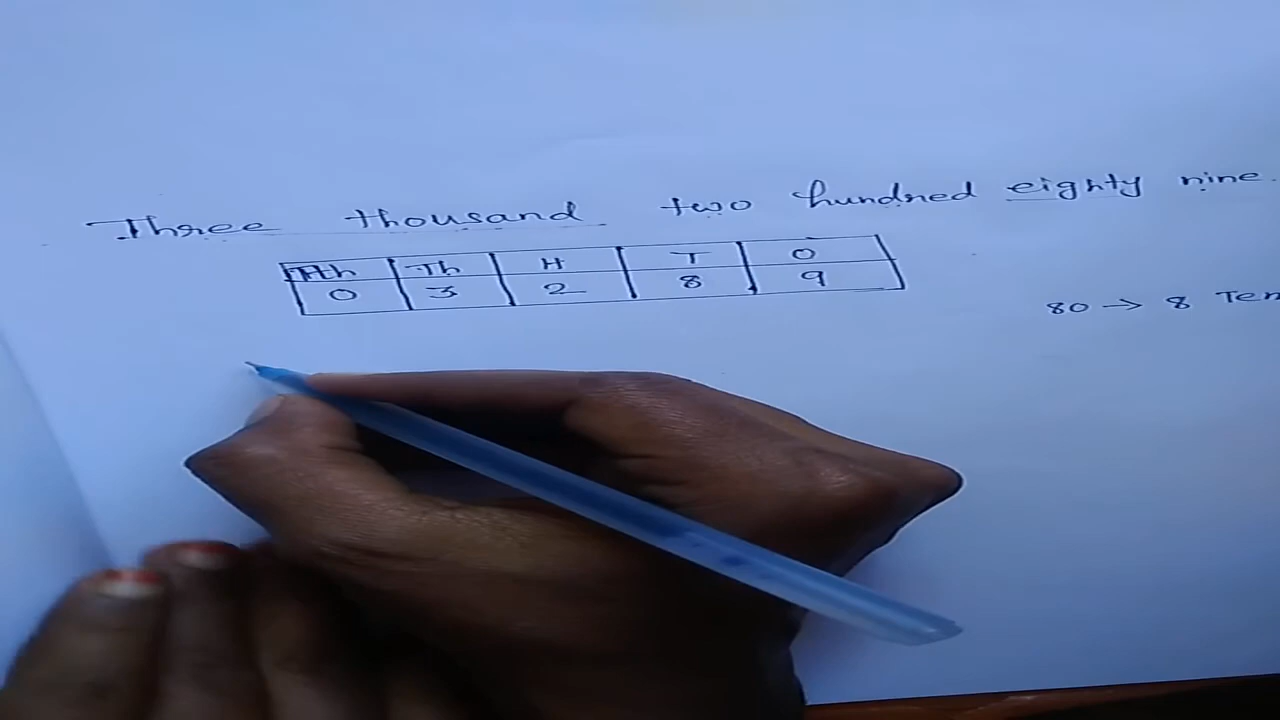 Three thousand two hundred eighty nine.
TTh Th H T O
0 3 2 8 9
80 → 8 Ten